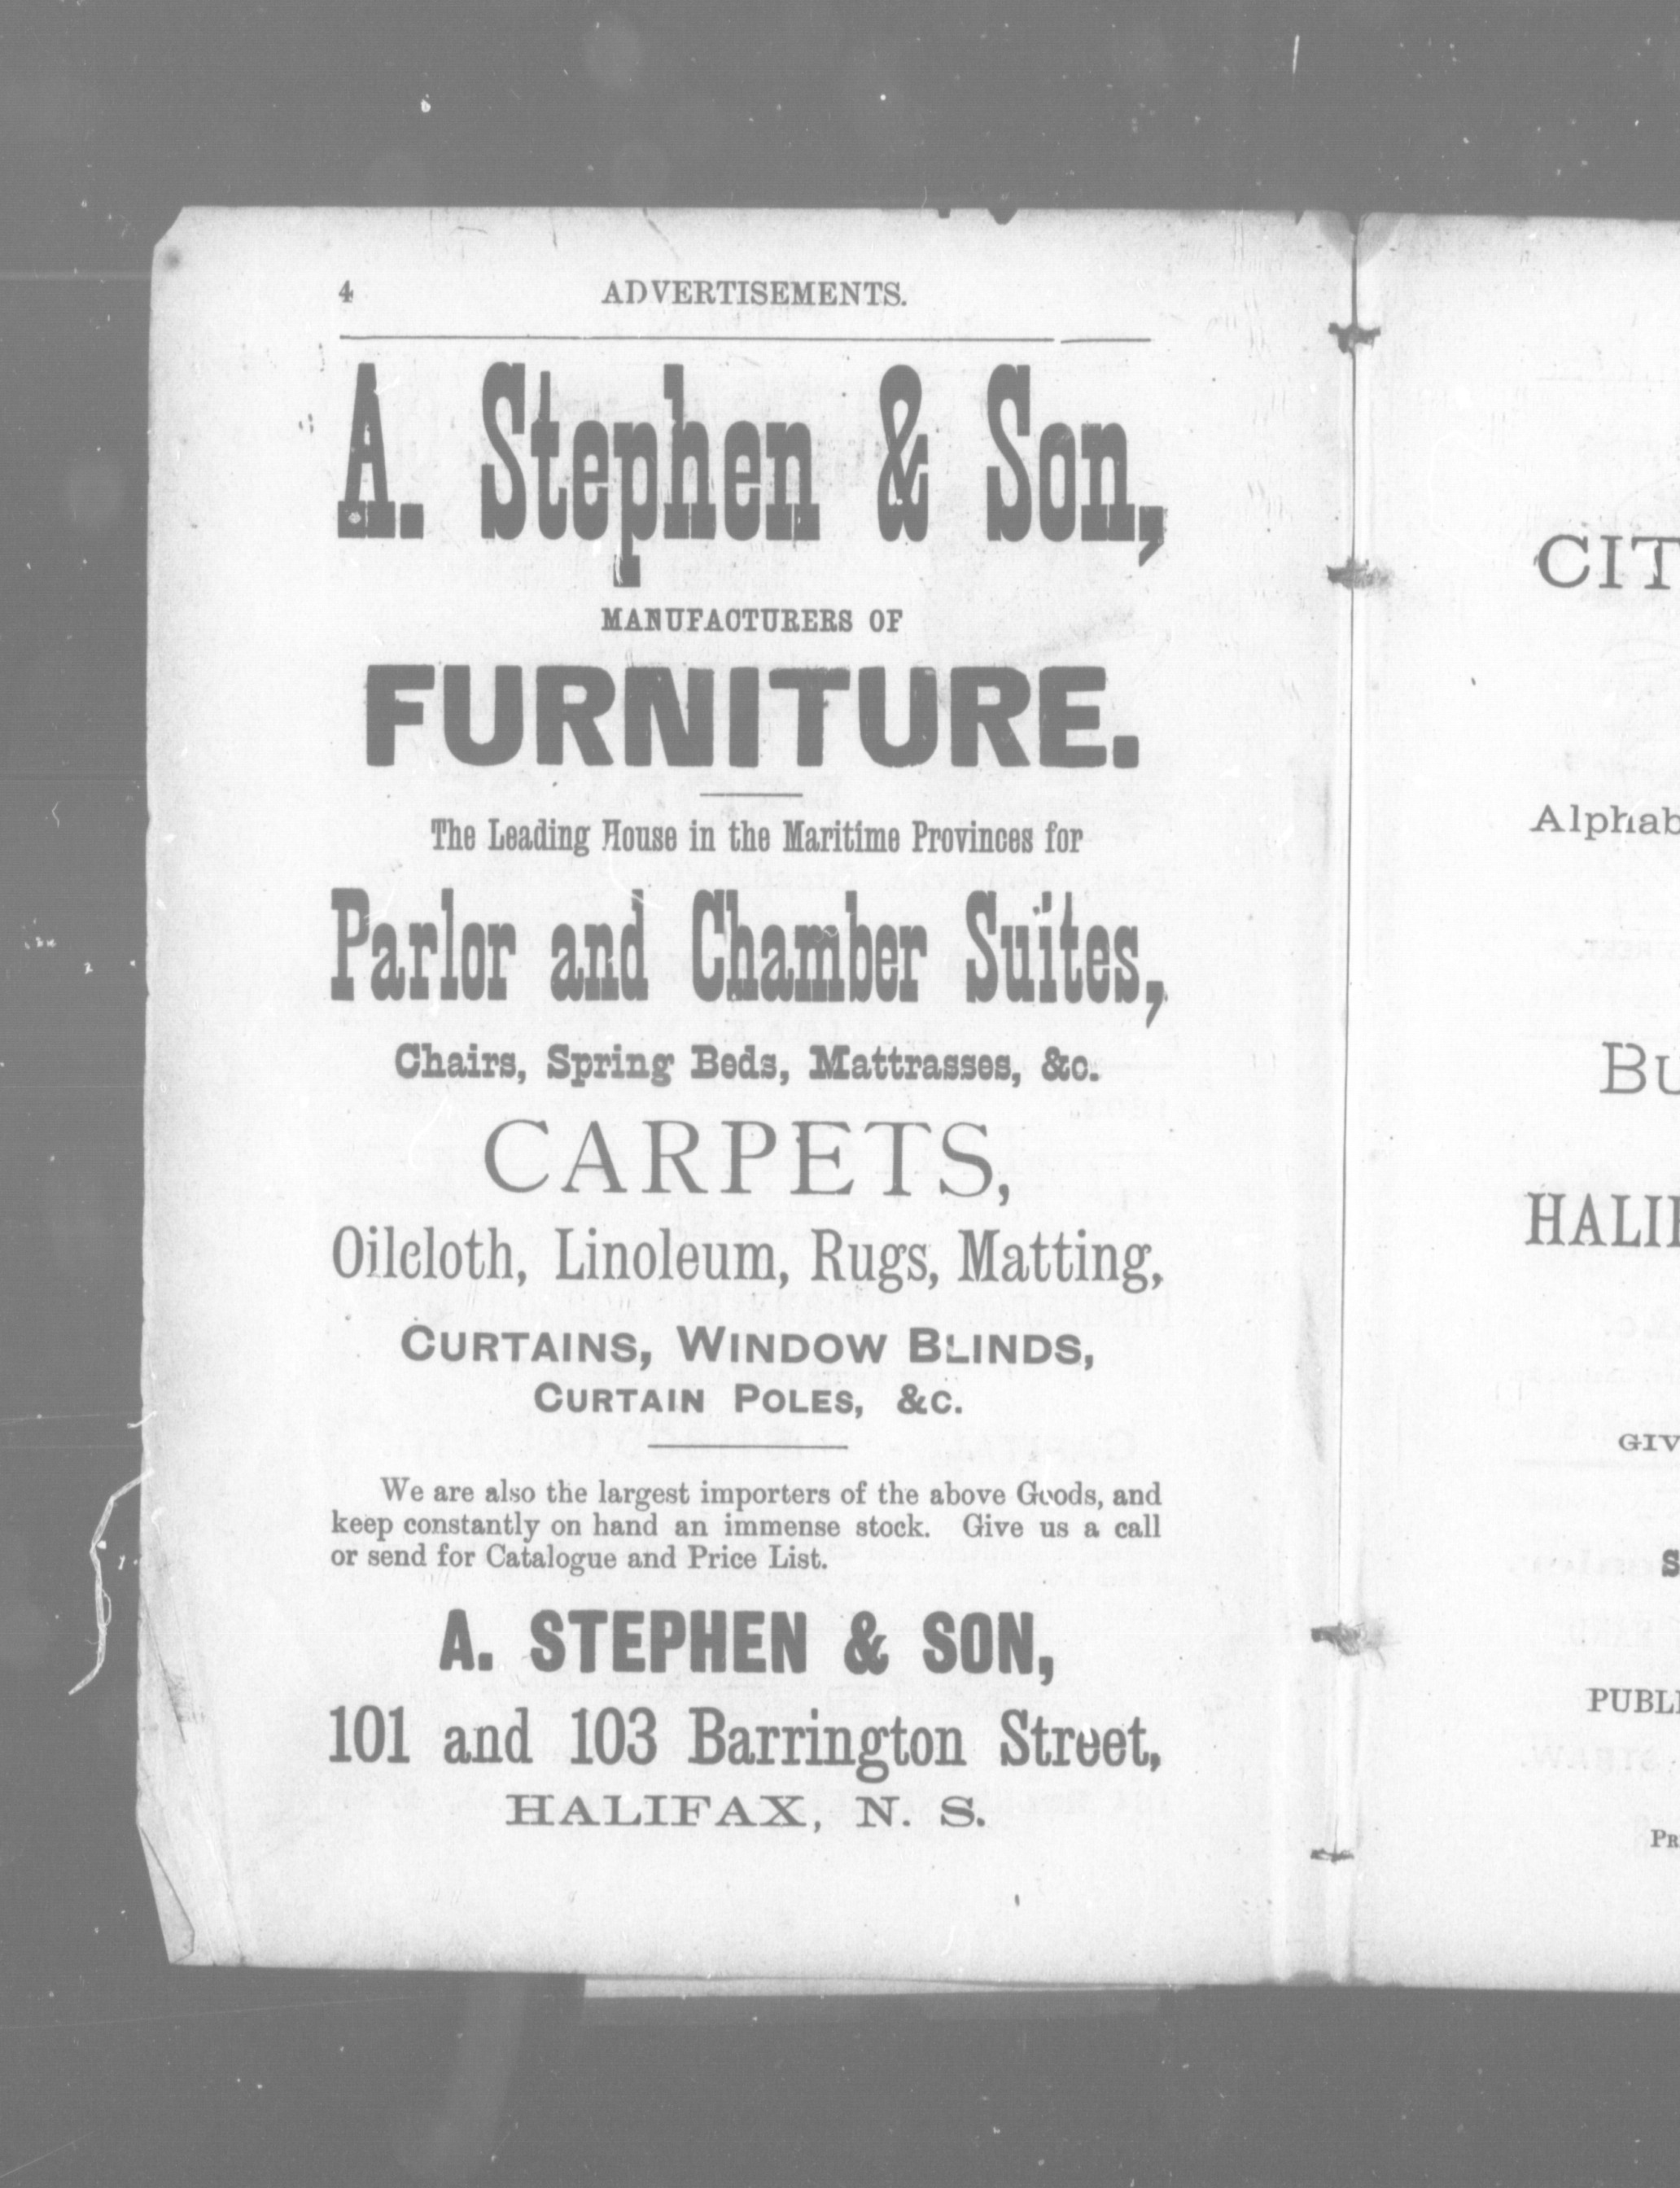 4 ADVERTISEMENTS.
A. Stephen & Son,
MANUFACTURERS OF
FURNITURE.
The Leading House in the Maritime Provinces for
Parlor and Chamber Suites,
Chairs, Spring Beds, Mattrasses, &c.
CARPETS,
Oilcloth, Linoleum, Rugs, Matting,
CURTAINS, WINDOW BLINDS,
CURTAIN POLES, &C.
We are also the largest importers of the above Goods, and
keep constantly on hand an immense stock. Give us a call
or send for Catalogue and Price List.
A. STEPHEN & SON,
101 and 103 Barrington Street,
HALIFAX, N. S.
CIT
Alphab
BU
HALI
GIV
S
PUBLI
PR